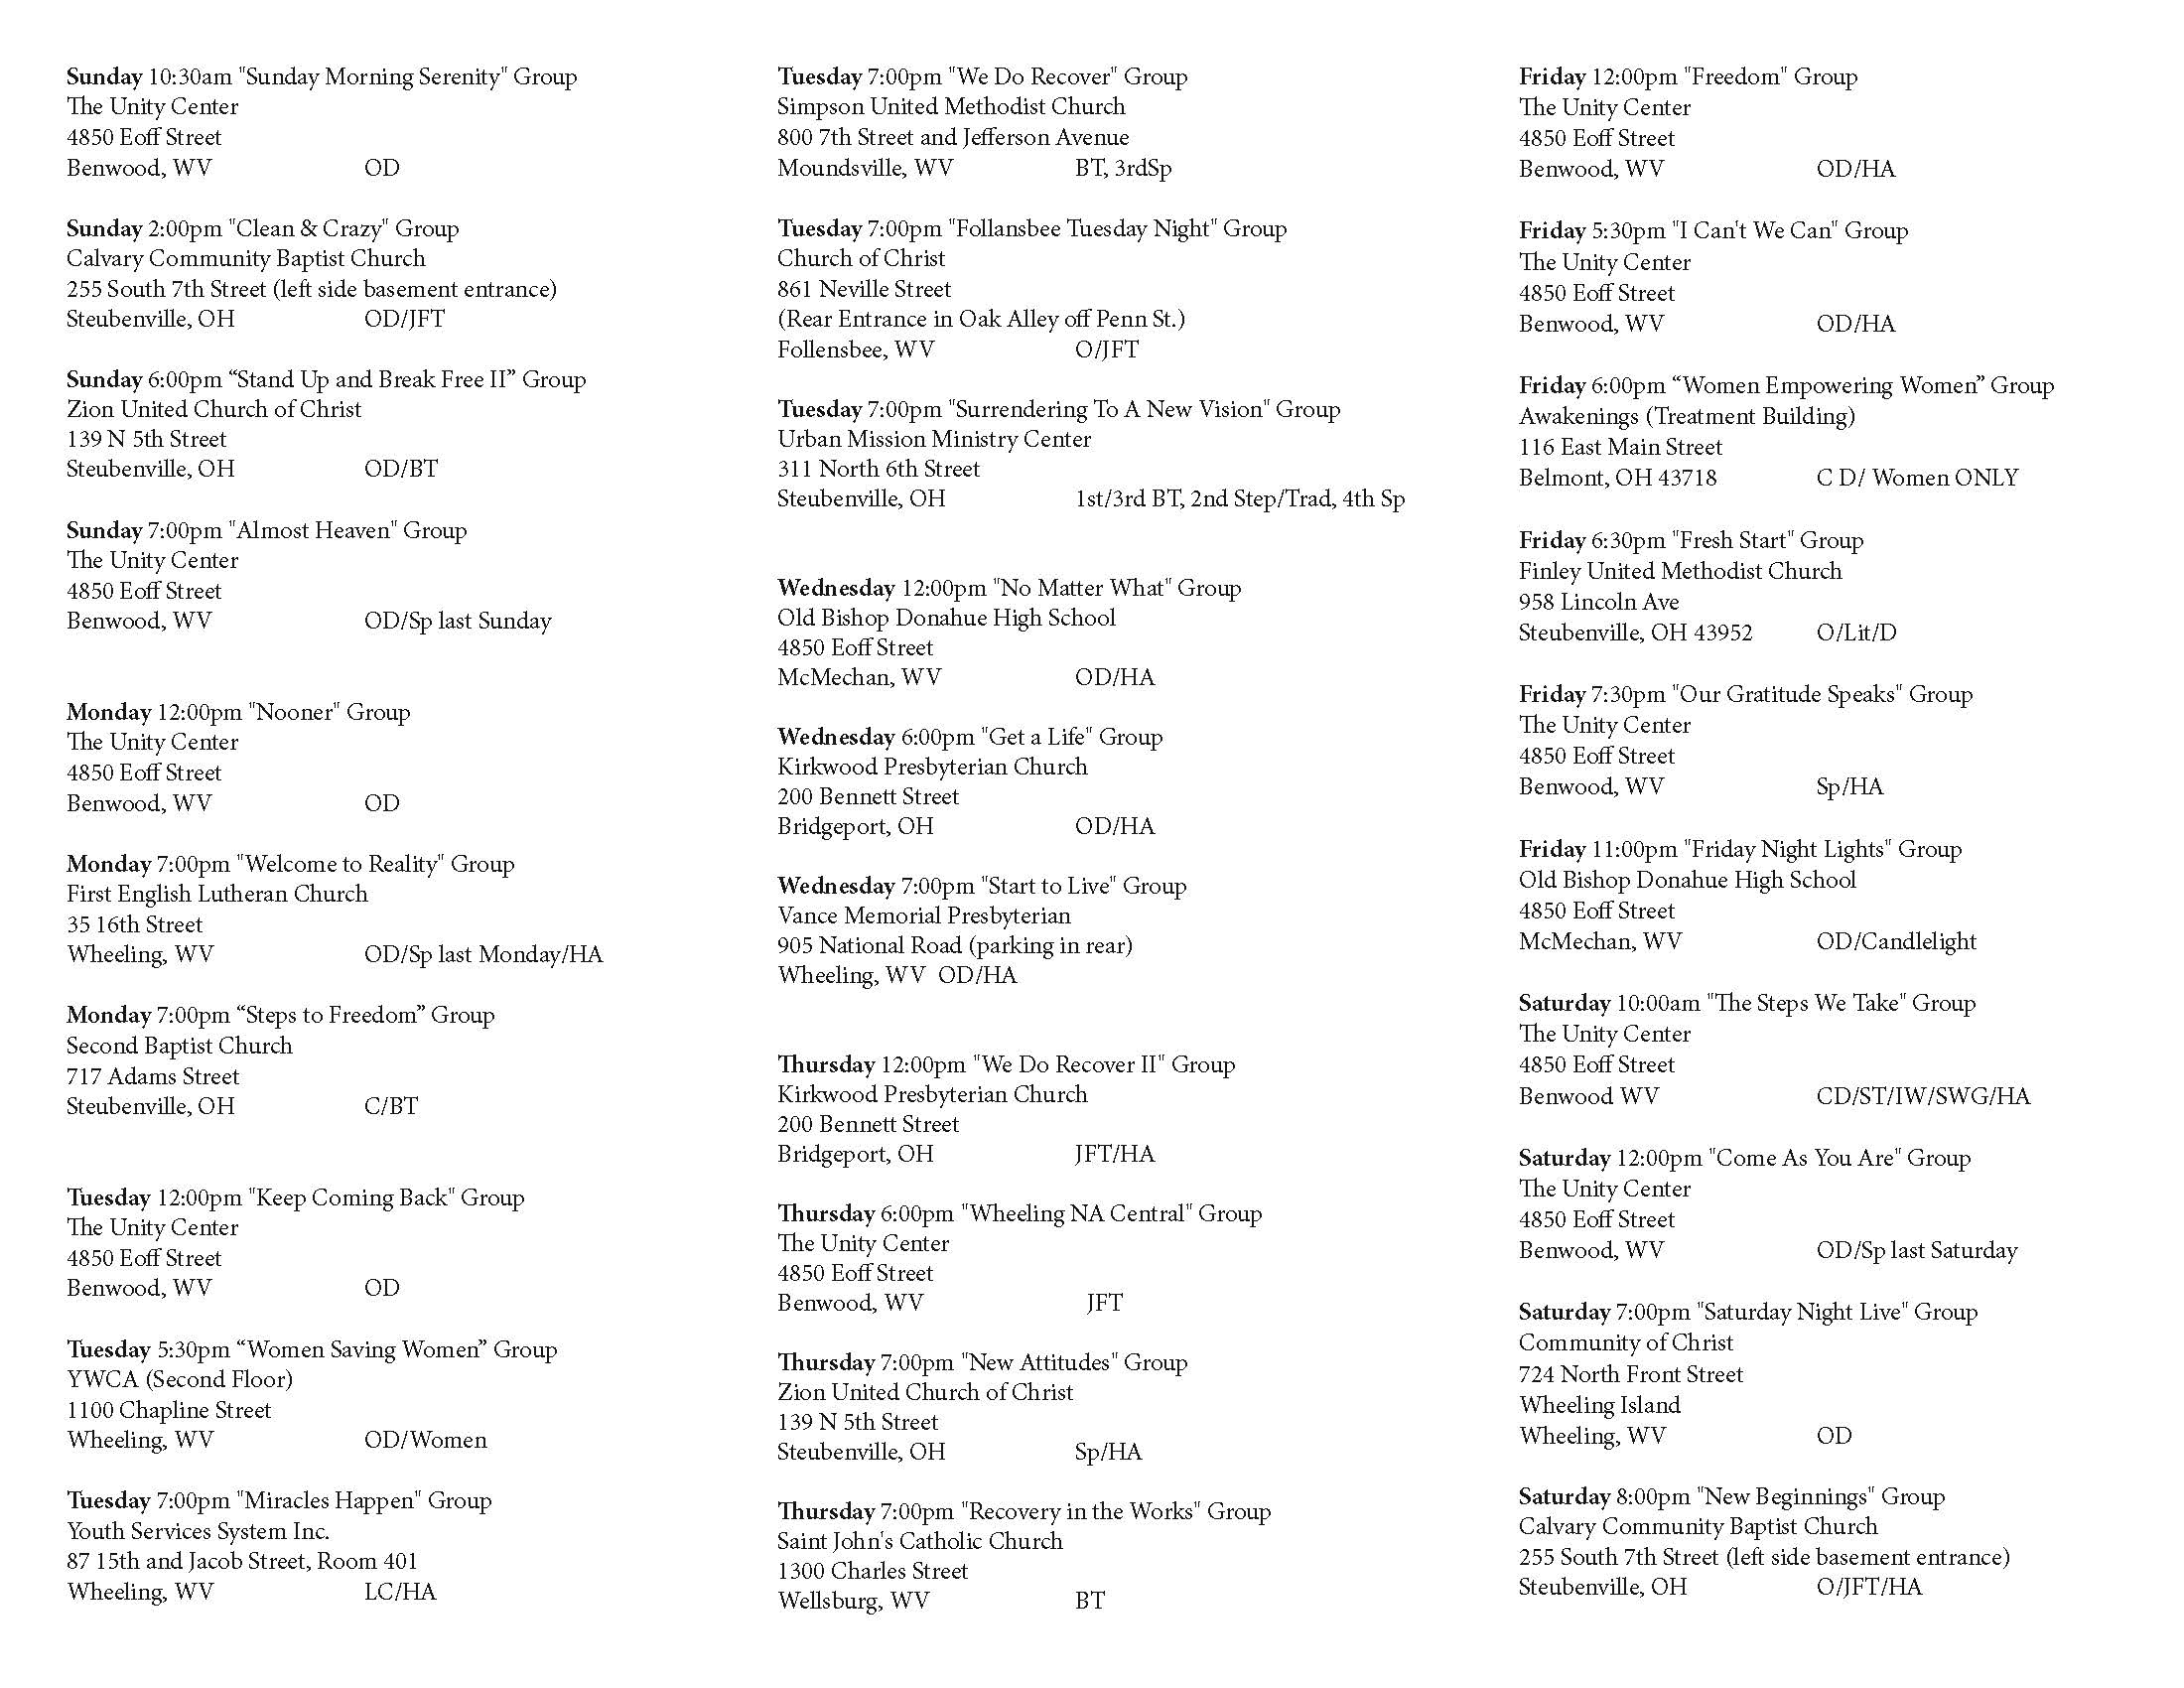 Sunday 10:30am "Sunday Morning Serenity" Group
The Unity Center
4850 Eoff Street
Benwood, WV OD
Sunday 2:00pm "Clean & Crazy" Group
Calvary Community Baptist Church
255 South 7th Street (left side basement entrance)
Steubenville, OH OD/JFT
Sunday 6:00pm “Stand Up and Break Free II” Group
Zion United Church of Christ
139 N 5th Street
Steubenville, OH OD/BT
Sunday 7:00pm "Almost Heaven" Group
The Unity Center
4850 Eoff Street
Benwood, WV OD/Sp last Sunday
Monday 12:00pm "Nooner" Group
The Unity Center
4850 Eoff Street
Benwood, WV OD
Monday 7:00pm "Welcome to Reality" Group
First English Lutheran Church
35 16th Street
Wheeling, WV OD/Sp last Monday/HA
Monday 7:00pm “Steps to Freedom” Group
Second Baptist Church
717 Adams Street
Steubenville, OH C/BT
Tuesday 12:00pm "Keep Coming Back" Group
The Unity Center
4850 Eoff Street
Benwood, WV OD
Tuesday 5:30pm “Women Saving Women” Group
YWCA (Second Floor)
1100 Chapline Street
Wheeling, WV OD/Women
Tuesday 7:00pm "Miracles Happen" Group
Youth Services System Inc.
87 15th and Jacob Street, Room 401
Wheeling, WV LC/HA
Tuesday 7:00pm "We Do Recover" Group
Simpson United Methodist Church
800 7th Street and Jefferson Avenue
Moundsville, WV BT, 3rdSp
Tuesday 7:00pm "Follansbee Tuesday Night" Group
Church of Christ
861 Neville Street
(Rear Entrance in Oak Alley off Penn St.)
Follensbee, WV O/JFT
Tuesday 7:00pm "Surrendering To A New Vision" Group
Urban Mission Ministry Center
311 North 6th Street
Steubenville, OH 1st/3rd BT, 2nd Step/Trad, 4th Sp
Wednesday 12:00pm "No Matter What" Group
Old Bishop Donahue High School
4850 Eoff Street
McMechan, WV OD/HA
Wednesday 6:00pm "Get a Life" Group
Kirkwood Presbyterian Church
200 Bennett Street
Bridgeport, OH OD/HA
Wednesday 7:00pm "Start to Live" Group
Vance Memorial Presbyterian
905 National Road (parking in rear)
Wheeling, WV OD/HA
Thursday 12:00pm "We Do Recover II" Group
Kirkwood Presbyterian Church
200 Bennett Street
Bridgeport, OH JFT/HA
Thursday 6:00pm "Wheeling NA Central" Group
The Unity Center
4850 Eoff Street
Benwood, WV JFT
Thursday 7:00pm "New Attitudes" Group
Zion United Church of Christ
139 N 5th Street
Steubenville, OH Sp/HA
Thursday 7:00pm "Recovery in the Works" Group
Saint John's Catholic Church
1300 Charles Street
Wellsburg, WV BT
Friday 12:00pm "Freedom" Group
The Unity Center
4850 Eoff Street
Benwood, WV OD/HA
Friday 5:30pm "I Can't We Can" Group
The Unity Center
4850 Eoff Street
Benwood, WV OD/HA
Friday 6:00pm “Women Empowering Women” Group
Awakenings (Treatment Building)
116 East Main Street
Belmont, OH 43718 C D/ Women ONLY
Friday 6:30pm "Fresh Start" Group
Finley United Methodist Church
958 Lincoln Ave
Steubenville, OH 43952 O/Lit/D
Friday 7:30pm "Our Gratitude Speaks" Group
The Unity Center
4850 Eoff Street
Benwood, WV Sp/HA
Friday 11:00pm "Friday Night Lights" Group
Old Bishop Donahue High School
4850 Eoff Street
McMechan, WV OD/Candlelight
Saturday 10:00am "The Steps We Take" Group
The Unity Center
4850 Eoff Street
Benwood WV CD/ST/IW/SWG/HA
Saturday 12:00pm "Come As You Are" Group
The Unity Center
4850 Eoff Street
Benwood, WV OD/Sp last Saturday
Saturday 7:00pm "Saturday Night Live" Group
Community of Christ
724 North Front Street
Wheeling Island
Wheeling, WV OD
Saturday 8:00pm "New Beginnings" Group
Calvary Community Baptist Church
255 South 7th Street (left side basement entrance)
Steubenville, OH O/JFT/HA